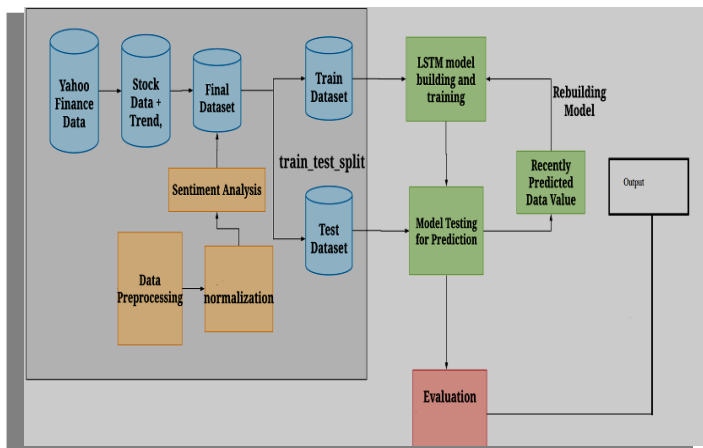 Yahoo
Finance
Data
Stock
Data +
Trend,
Final
Dataset
Train
Dataset
LSTM model
building and
training
Rebuilding
Model
train_test_split
Sentiment Analysis
Recently
Predicted
Data Value
Output
Test
Dataset
Model Testing
for Prediction
Data
Preprocessing
normalization
Evaluation